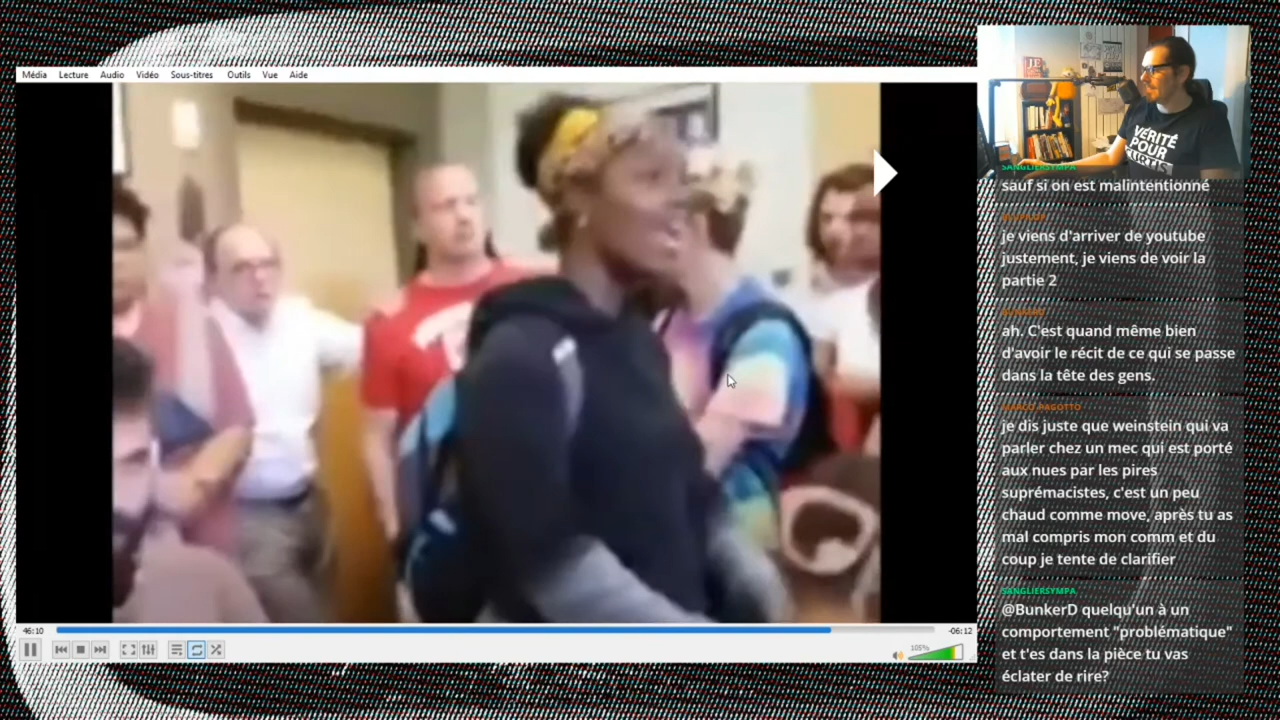 Média Lecture Audio Vidéo Sous-titres Outils Vue Aide
46:10
-06:12
105%
JE
VÉRITÉ
POUR
SANGLIERSYMPA
sauf si on est malintentionné
je viens d'arriver de youtube
justement, je viens de voir la
partie 2
BUNKERD
ah. C'est quand même bien
d'avoir le récit de ce qui se passe
dans la tête des gens.
MARCO-PAGOTTO
je dis juste que weinstein qui va
parler chez un mec qui est porté
aux nues par les pires
suprémacistes, c'est un peu
chaud comme move, après tu as
mal compris mon comm et du
coup je tente de clarifier
SANGLIERSYMPA
@BunkerD quelqu'un à un
comportement "problématique"
et t'es dans la pièce tu vas
éclater de rire?